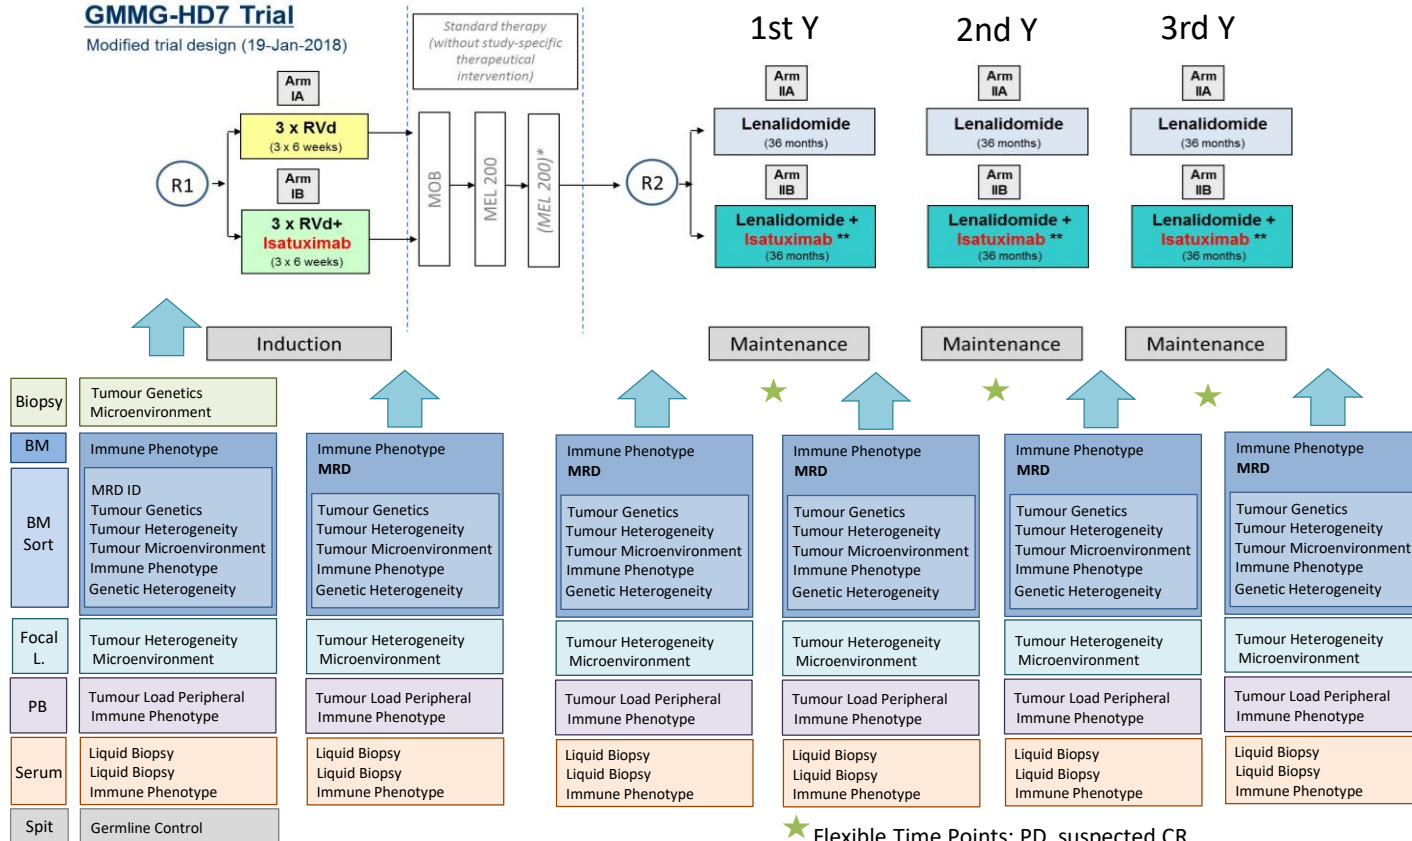 GMMG-HD7 Trial
Modified trial design (19-Jan-2018)
Standard therapy
(without study-specific
therapeutical
intervention)
1st Y
2nd Y
3rd Y
Arm
IA
3 x RVd
(3 x 6 weeks)
R1
Arm
IB
3 x RVd+
Isatuximab
(3 x 6 weeks)
MOB
MEL 200
(MEL 200)*
R2
Arm
IIA
Lenalidomide
(36 months)
Arm
IIB
Lenalidomide +
Isatuximab **
(36 months)
Arm
IIA
Lenalidomide
(36 months)
Arm
IIB
Lenalidomide +
Isatuximab **
(36 months)
Arm
IIA
Lenalidomide
(36 months)
Arm
IIB
Lenalidomide +
Isatuximab **
(36 months)
Induction
Maintenance
Maintenance
Maintenance
Biopsy
Tumour Genetics
Microenvironment
BM
Immune Phenotype
BM
Sort
MRD ID
Tumour Genetics
Tumour Heterogeneity
Tumour Microenvironment
Immune Phenotype
Genetic Heterogeneity
Focal
L.
Tumour Heterogeneity
Microenvironment
PB
Tumour Load Peripheral
Immune Phenotype
Serum
Liquid Biopsy
Liquid Biopsy
Immune Phenotype
Spit
Germline Control
Immune Phenotype
MRD
Tumour Genetics
Tumour Heterogeneity
Tumour Microenvironment
Immune Phenotype
Genetic Heterogeneity
Tumour Heterogeneity
Microenvironment
Tumour Load Peripheral
Immune Phenotype
Liquid Biopsy
Liquid Biopsy
Immune Phenotype
Immune Phenotype
MRD
Tumour Genetics
Tumour Heterogeneity
Tumour Microenvironment
Immune Phenotype
Genetic Heterogeneity
Tumour Heterogeneity
Microenvironment
Tumour Load Peripheral
Immune Phenotype
Liquid Biopsy
Liquid Biopsy
Immune Phenotype
Immune Phenotype
MRD
Tumour Genetics
Tumour Heterogeneity
Tumour Microenvironment
Immune Phenotype
Genetic Heterogeneity
Tumour Heterogeneity
Microenvironment
Tumour Load Peripheral
Immune Phenotype
Liquid Biopsy
Liquid Biopsy
Immune Phenotype
Immune Phenotype
MRD
Tumour Genetics
Tumour Heterogeneity
Tumour Microenvironment
Immune Phenotype
Genetic Heterogeneity
Tumour Heterogeneity
Microenvironment
Tumour Load Peripheral
Immune Phenotype
Liquid Biopsy
Liquid Biopsy
Immune Phenotype
Immune Phenotype
MRD
Tumour Genetics
Tumour Heterogeneity
Tumour Microenvironment
Immune Phenotype
Genetic Heterogeneity
Tumour Heterogeneity
Microenvironment
Tumour Load Peripheral
Immune Phenotype
Liquid Biopsy
Liquid Biopsy
Immune Phenotype
Flexible Time Points: PD, suspected CR